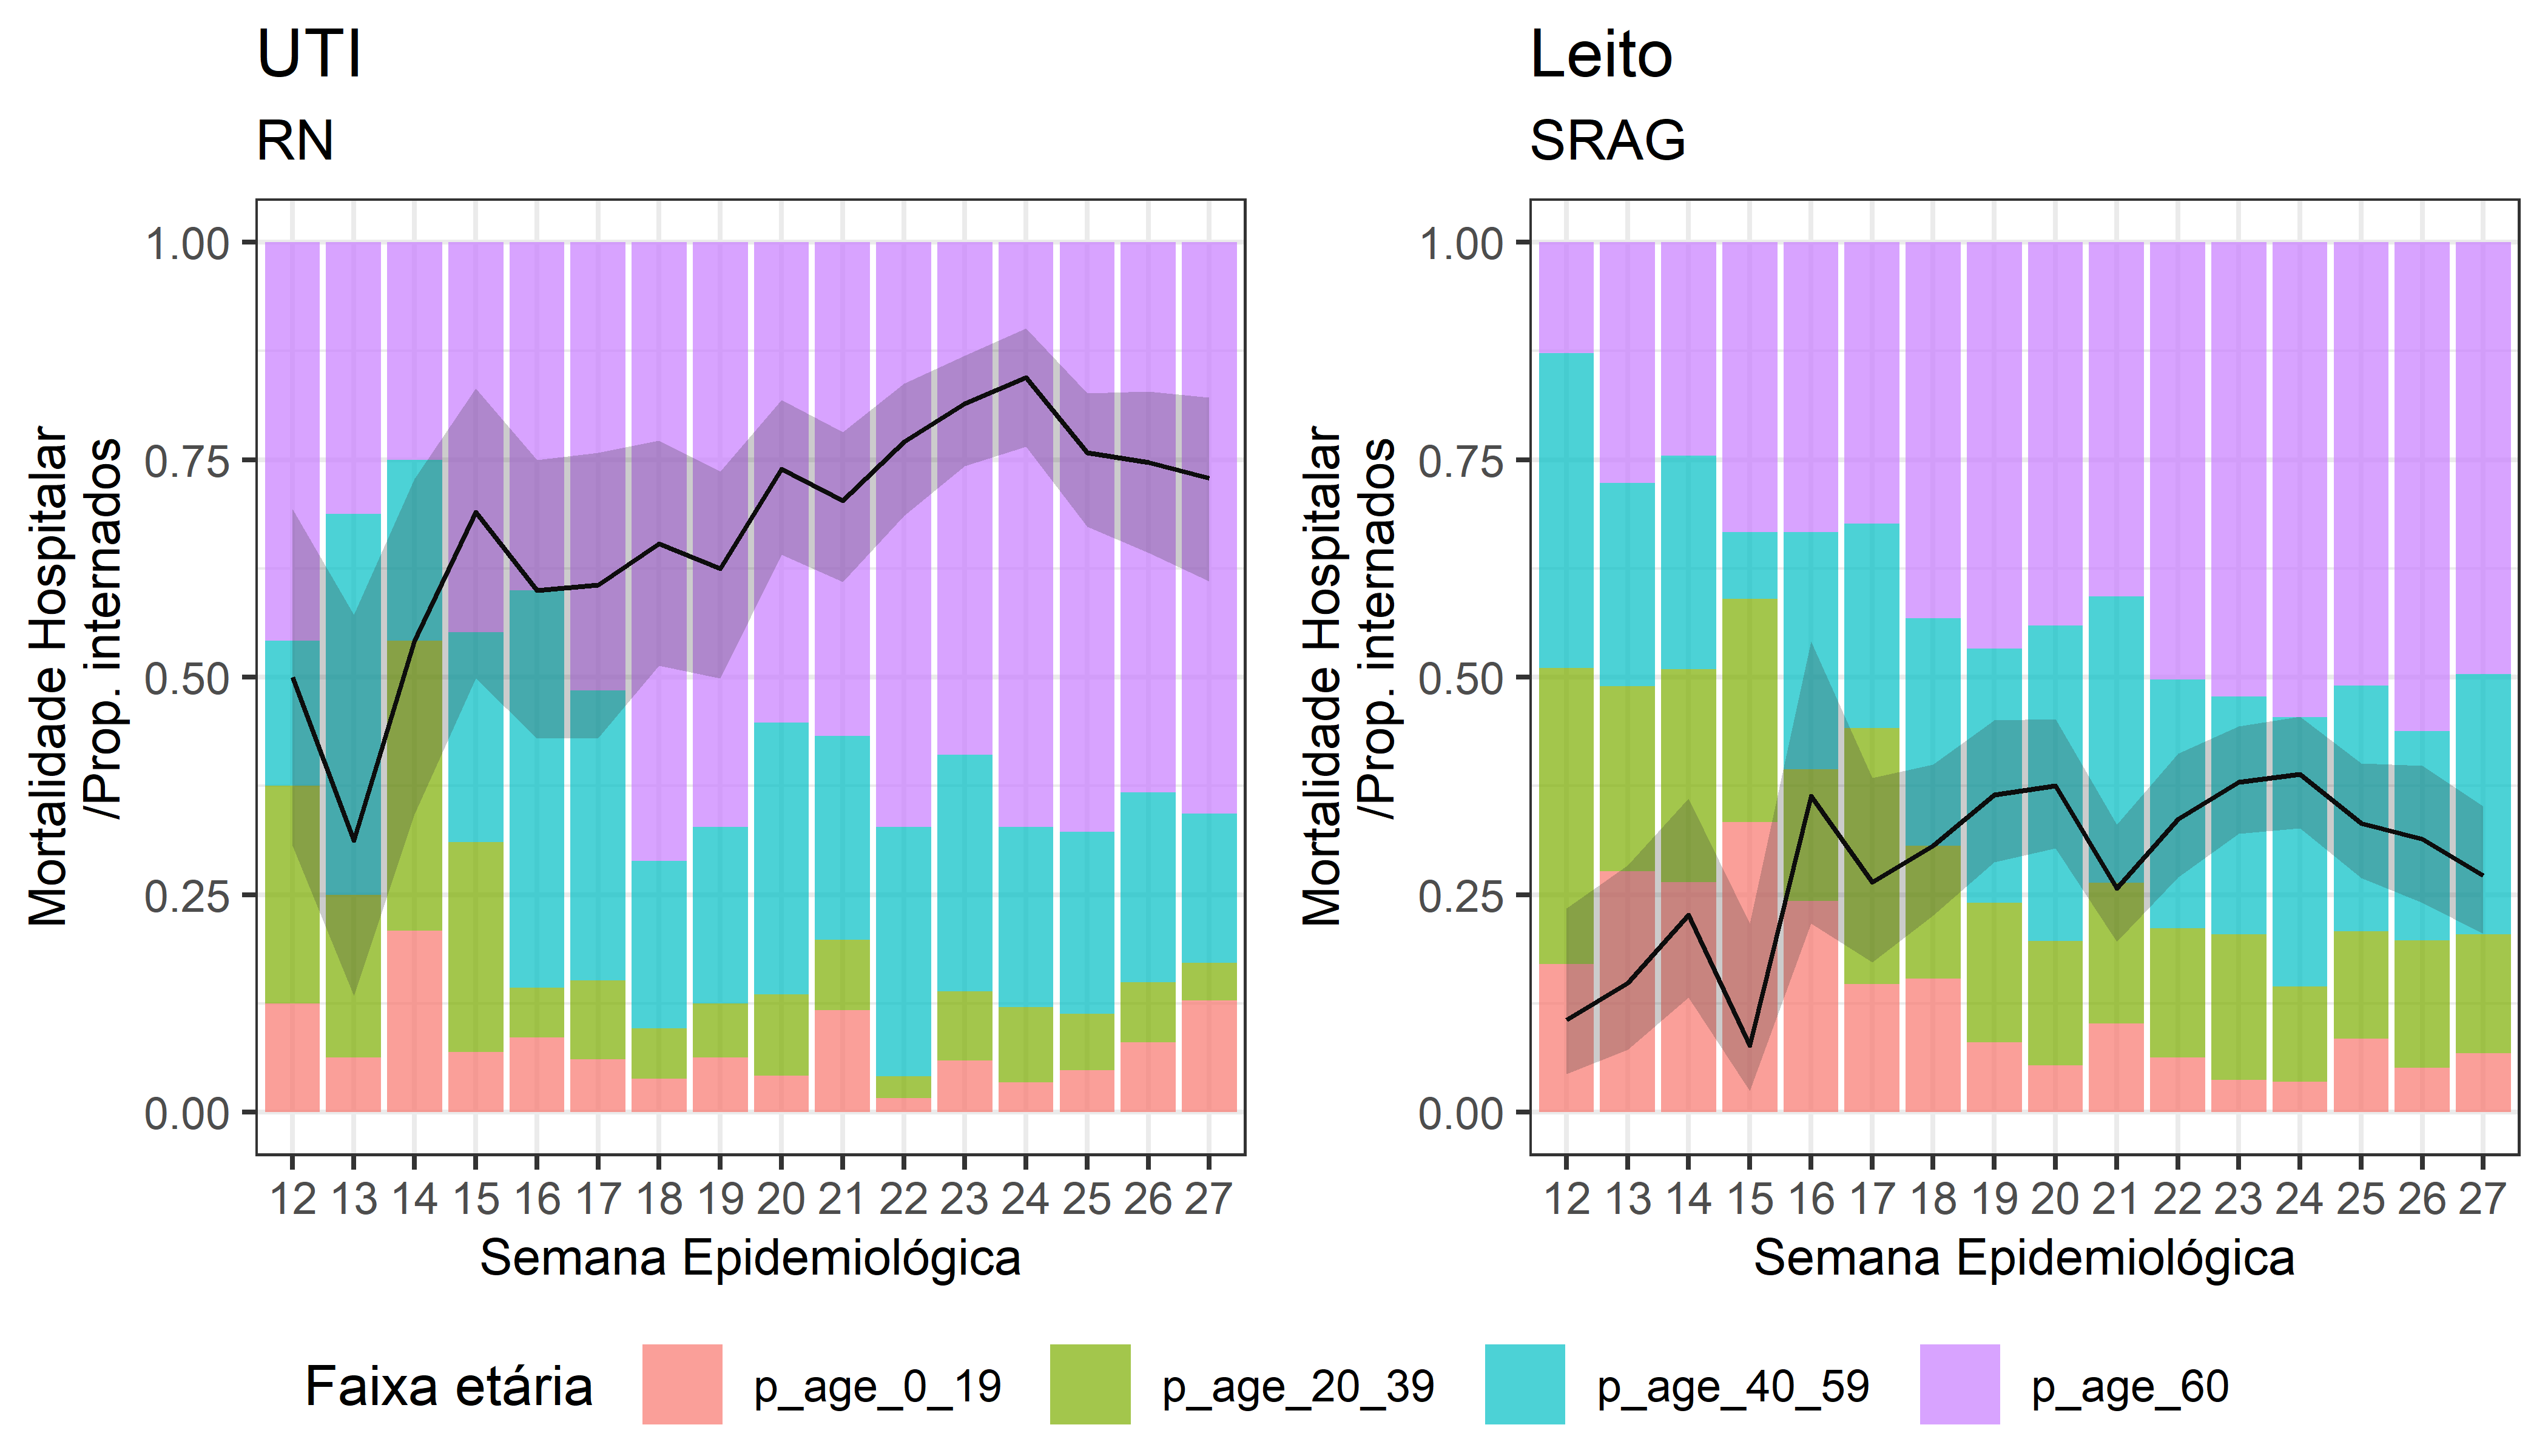 UTI
RN
Mortalidade Hospitalar
/Prop. internados
1.00
0.75
0.50
0.25
0.00
12 13 14 15 16 17 18 19 20 21 22 23 24 25 26 27
Semana Epidemiológica
Leito
SRAG
Mortalidade Hospitalar
/Prop. internados
1.00
0.75
0.50
0.25
0.00
12 13 14 15 16 17 18 19 20 21 22 23 24 25 26 27
Semana Epidemiológica
Faixa etária p_age_0_19 p_age_20_39 p_age_40_59 p_age_60